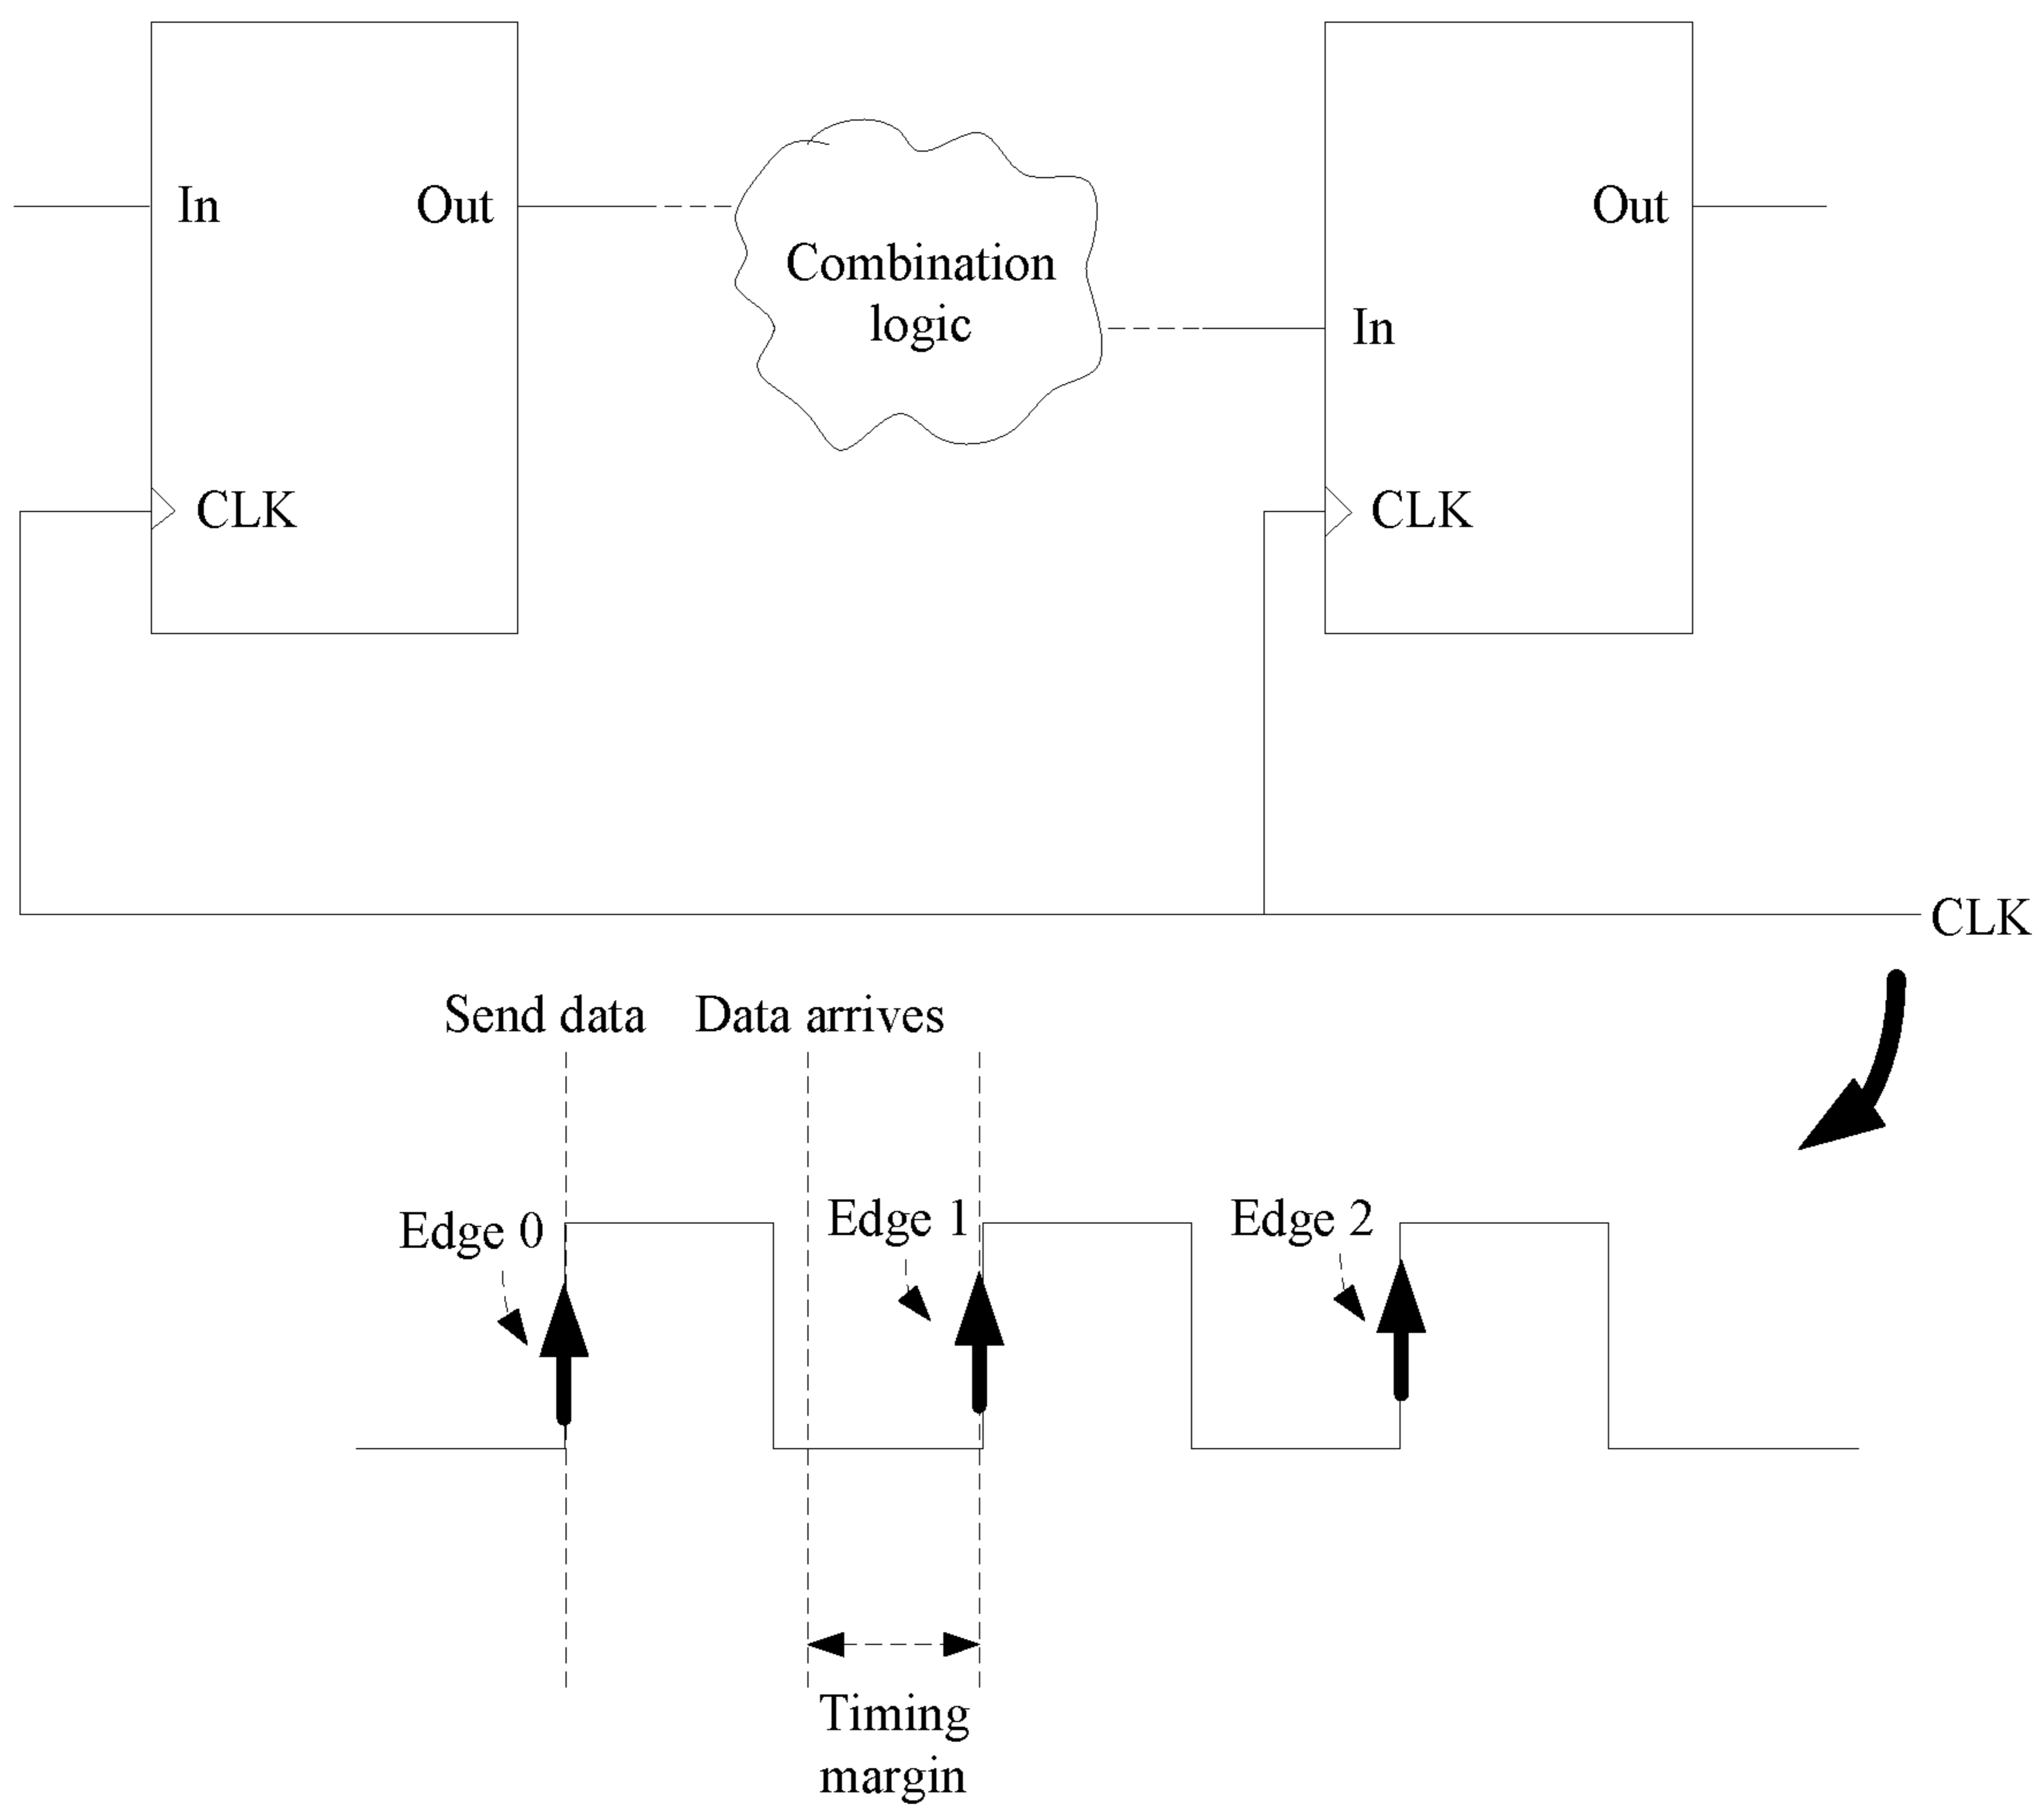 In
Out
Combination
logic
Out
In
CLK
CLK
CLK
Send data
Data arrives
Edge 0
Edge 1
Edge 2
Timing
margin